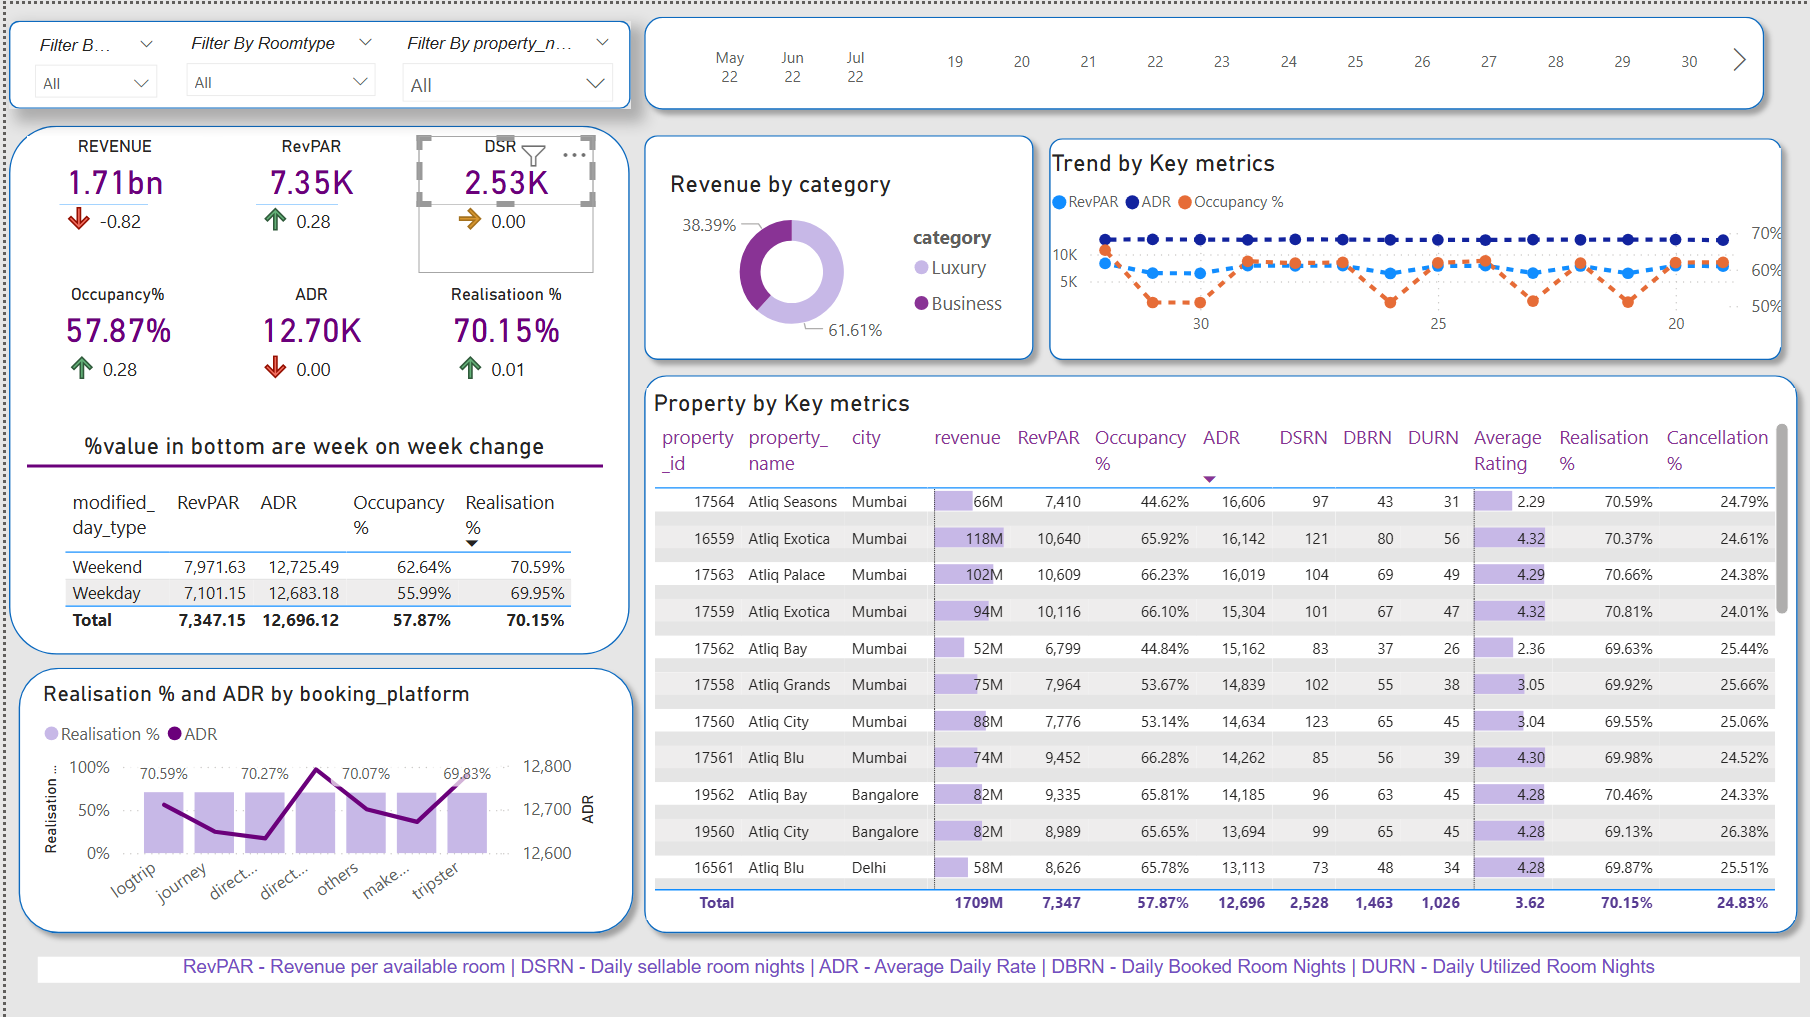 Filter B...
Filter By Roomtype
Filter By property_n...
All
All
All
May 22
Jun 22
Jul 22
19 20 21 22 23 24 25 26 27 28 29 30
REVENUE
1.71bn
-0.82
RevPAR
7.35K
0.28
DSR
2.53K
0.00
Occupancy%
57.87%
0.28
ADR
12.70K
0.00
Realisatioon %
70.15%
0.01
%value in bottom are week on week change
modified_day_type RevPAR ADR Occupancy % Realisation %
Weekend 7,971.63 12,725.49 62.64% 70.59%
Weekday 7,101.15 12,683.18 55.99% 69.95%
Total 7,347.15 12,696.12 57.87% 70.15%
Realisation % and ADR by booking_platform
Realisation % ADR
Realisation ...
100%
50%
0%
70.59% 70.27% 70.07% 69.83%
12,800
12,700
12,600
ADR
logtrip journey direct... direct... others make... tripster
Revenue by category
38.39%
61.61%
category
Luxury
Business
Trend by Key metrics
RevPAR ADR Occupancy %
10K
5K
70%
60%
50%
30 25 20
Property by Key metrics
property_id property_name city revenue RevPAR Occupancy % ADR DSRN DBRN DURN Average Rating Realisation % Cancellation %
17564 Atliq Seasons Mumbai 66M 7,410 44.62% 16,606 97 43 31 2.29 70.59% 24.79%
16559 Atliq Exotica Mumbai 118M 10,640 65.92% 16,142 121 80 56 4.32 70.37% 24.61%
17563 Atliq Palace Mumbai 102M 10,609 66.23% 16,019 104 69 49 4.29 70.66% 24.38%
17559 Atliq Exotica Mumbai 94M 10,116 66.10% 15,304 101 67 47 4.32 70.81% 24.01%
17562 Atliq Bay Mumbai 52M 6,799 44.84% 15,162 83 37 26 2.36 69.63% 25.44%
17558 Atliq Grands Mumbai 75M 7,964 53.67% 14,839 102 55 38 3.05 69.92% 25.66%
17560 Atliq City Mumbai 88M 7,776 53.14% 14,634 123 65 45 3.04 69.55% 25.06%
17561 Atliq Blu Mumbai 74M 9,452 66.28% 14,262 85 56 39 4.30 69.98% 24.52%
19562 Atliq Bay Bangalore 82M 9,335 65.81% 14,185 96 63 45 4.28 70.46% 24.33%
19560 Atliq City Bangalore 82M 8,989 65.65% 13,694 99 65 45 4.28 69.13% 26.38%
16561 Atliq Blu Delhi 58M 8,626 65.78% 13,113 73 48 34 4.28 69.87% 25.51%
Total 1709M 7,347 57.87% 12,696 2,528 1,463 1,026 3.62 70.15% 24.83%
RevPAR - Revenue per available room | DSRN - Daily sellable room nights | ADR - Average Daily Rate | DBRN - Daily Booked Room Nights | DURN - Daily Utilized Room Nights